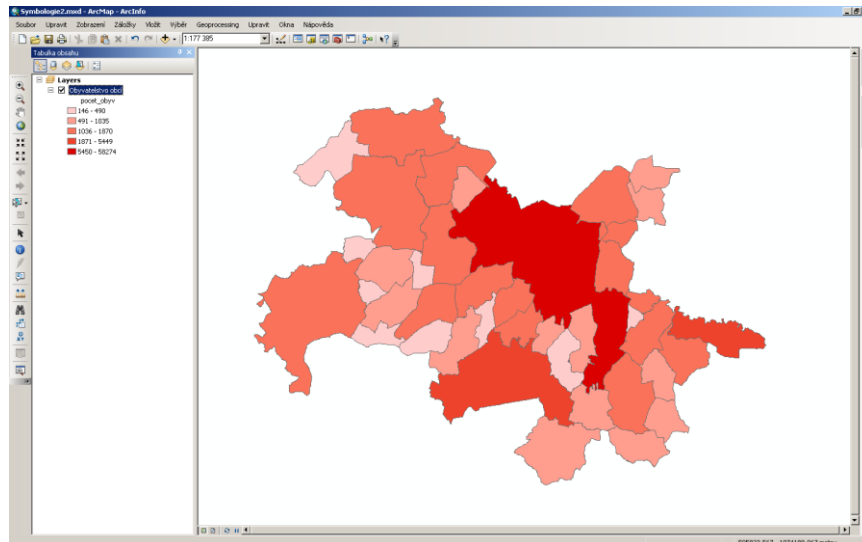 Symbologie2.mxd - ArcMap - ArcInfo
Soubor Upravit Zobrazení Záložky Vložit Výběr Geoprocessing Upravit Okna Nápověda
1:177 385
Tabulka obsahu
Layers
Obyvatelstvo obcí
pocet_obyv
146 - 490
491 - 1035
1036 - 1870
1871 - 5449
5450 - 58274